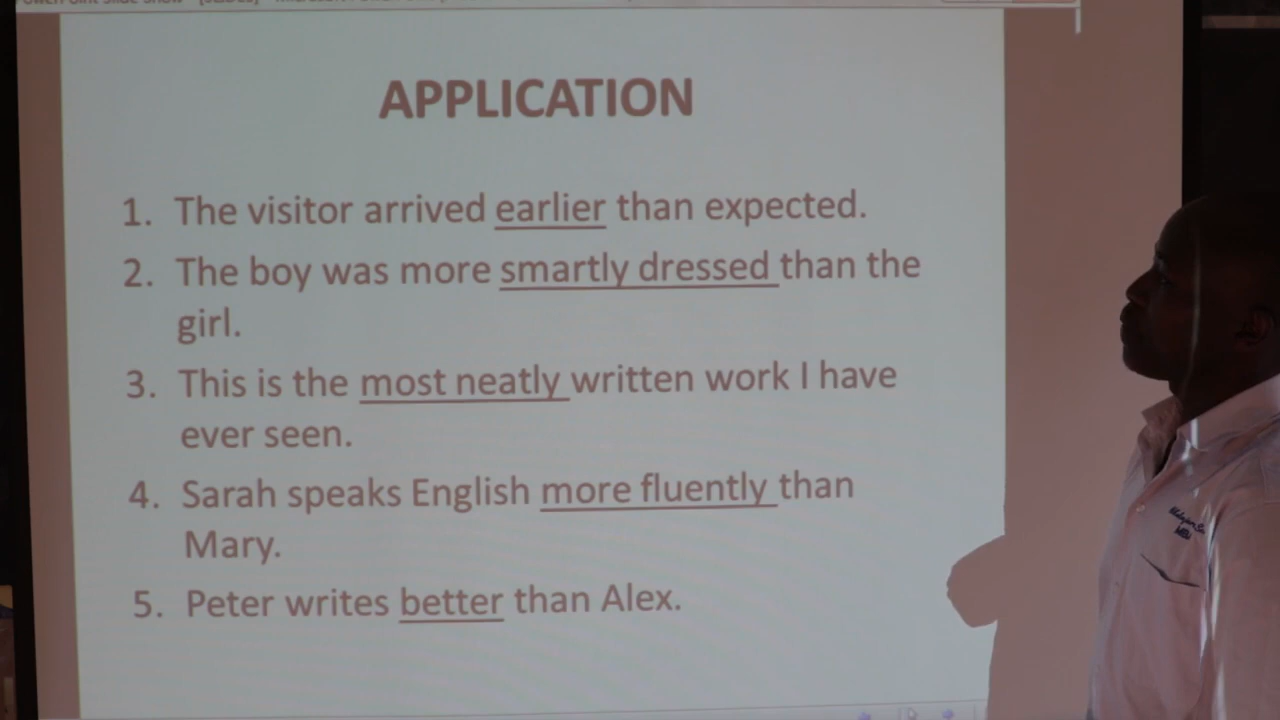 APPLICATION
1. The visitor arrived earlier than expected.
2. The boy was more smartly dressed than the
girl.
3. This is the most neatly written work I have
ever seen.
4. Sarah speaks English more fluently than
Mary.
5. Peter writes better than Alex.